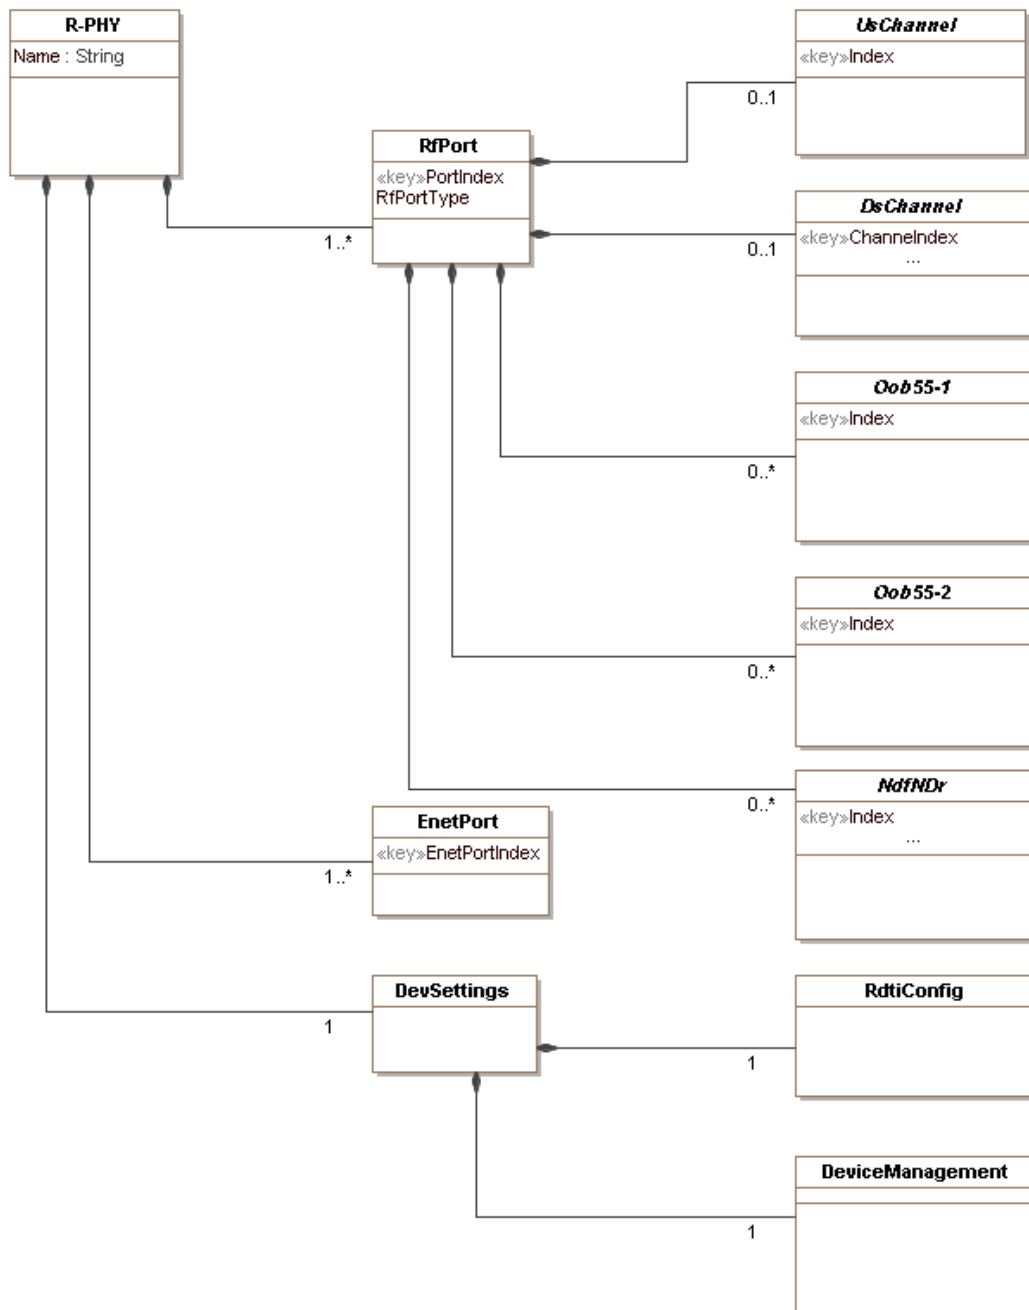 R-PHY
Name : String
UsChannel
«key»Index
0..1
RfPort
«key»PortIndex
RfPortType
1..*
DsChannel
«key»ChanneIndex
...
0..1
Oob55-1
«key»Index
0..*
Oob55-2
«key»Index
0..*
NdfNDr
«key»Index
...
0..*
EnetPort
«key»EnetPortIndex
1..*
DevSettings
1
RdtiConfig
1
DeviceManagement
1